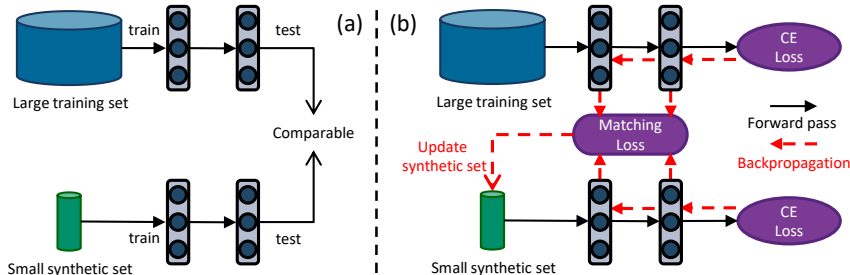 (a)
train
test
Large training set
Comparable
train
test
Small synthetic set
(b)
CE
Loss
Large training set
Matching
Loss
Forward pass
Backpropagation
Update
synthetic set
CE
Loss
Small synthetic set